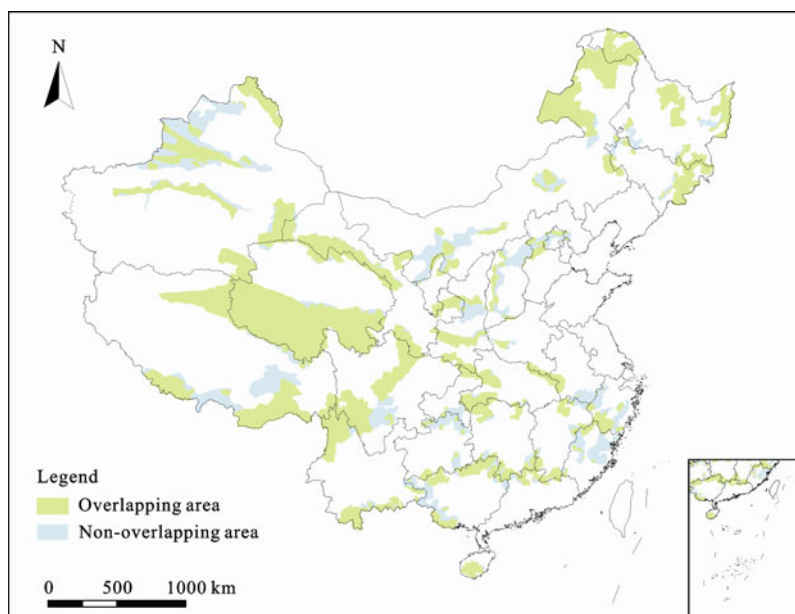 N
Legend
Overlapping area
Non-overlapping area
0 500 1000 km